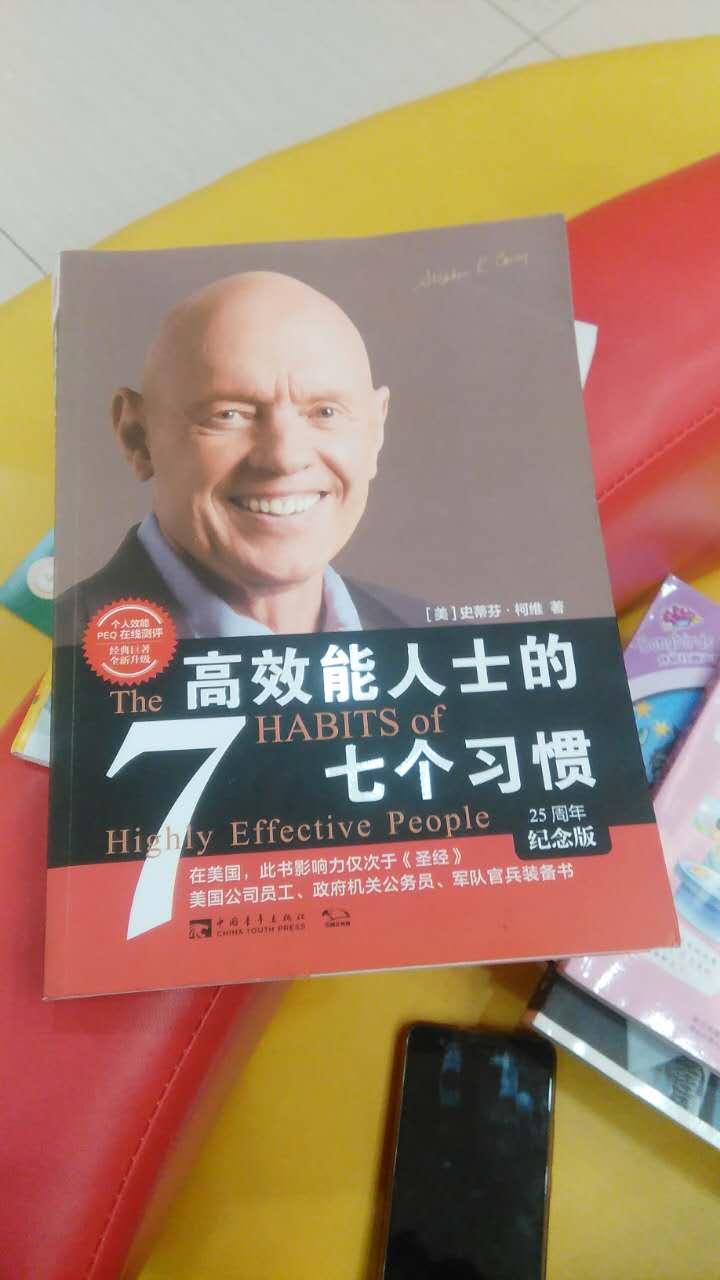 Stephen R. Covey
[美]史蒂芬·柯维 著
个人效能
PEQ 在线测评
经典巨著
全新升级
The 高效能人士的
7 HABITS of
七个习惯
Highly Effective People
25 周年
纪念版
在美国，此书影响力仅次于《圣经》
美国公司员工、政府机关公务员、军队官兵装备书
中国青年出版社
CHINA YOUTH PRESS
Songbirds